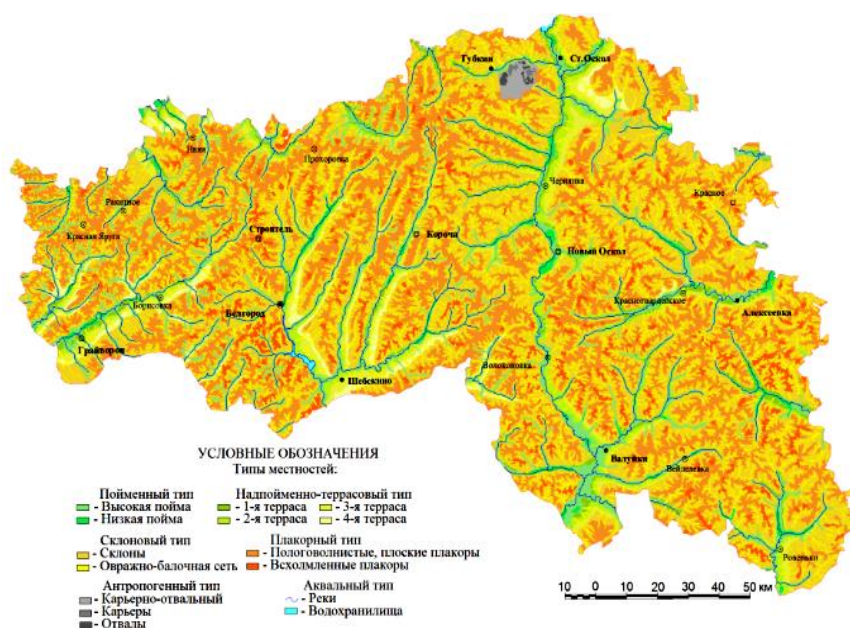 Губкин
Ст.Оскол
Ивня
Прохоровка
Чернянка
Красное
Ракитное
Красная Яруга
Строитель
Короча
Новый Оскол
Борисовка
Белгород
Красногвардейское
Алексеевка
Грайворон
Волоконовка
Шебекино
Валуйки
Вейделевка
Ровеньки
УСЛОВНЫЕ ОБОЗНАЧЕНИЯ
Типы местностей:
Пойменный тип
- Высокая пойма
- Низкая пойма
Надпойменно-террасовый тип
- 1-я терраса
- 3-я терраса
- 2-я терраса
- 4-я терраса
Склоновый тип
- Склоны
- Овражно-балочная сеть
Плакорный тип
- Пологоволнистые, плоские плакоры
- Всхолмленные плакоры
Антропогенный тип
- Карьерно-отвальный
- Карьеры
- Отвалы
Аквальный тип
- Реки
- Водохранилища
10 0 10 20 30 40 50 км